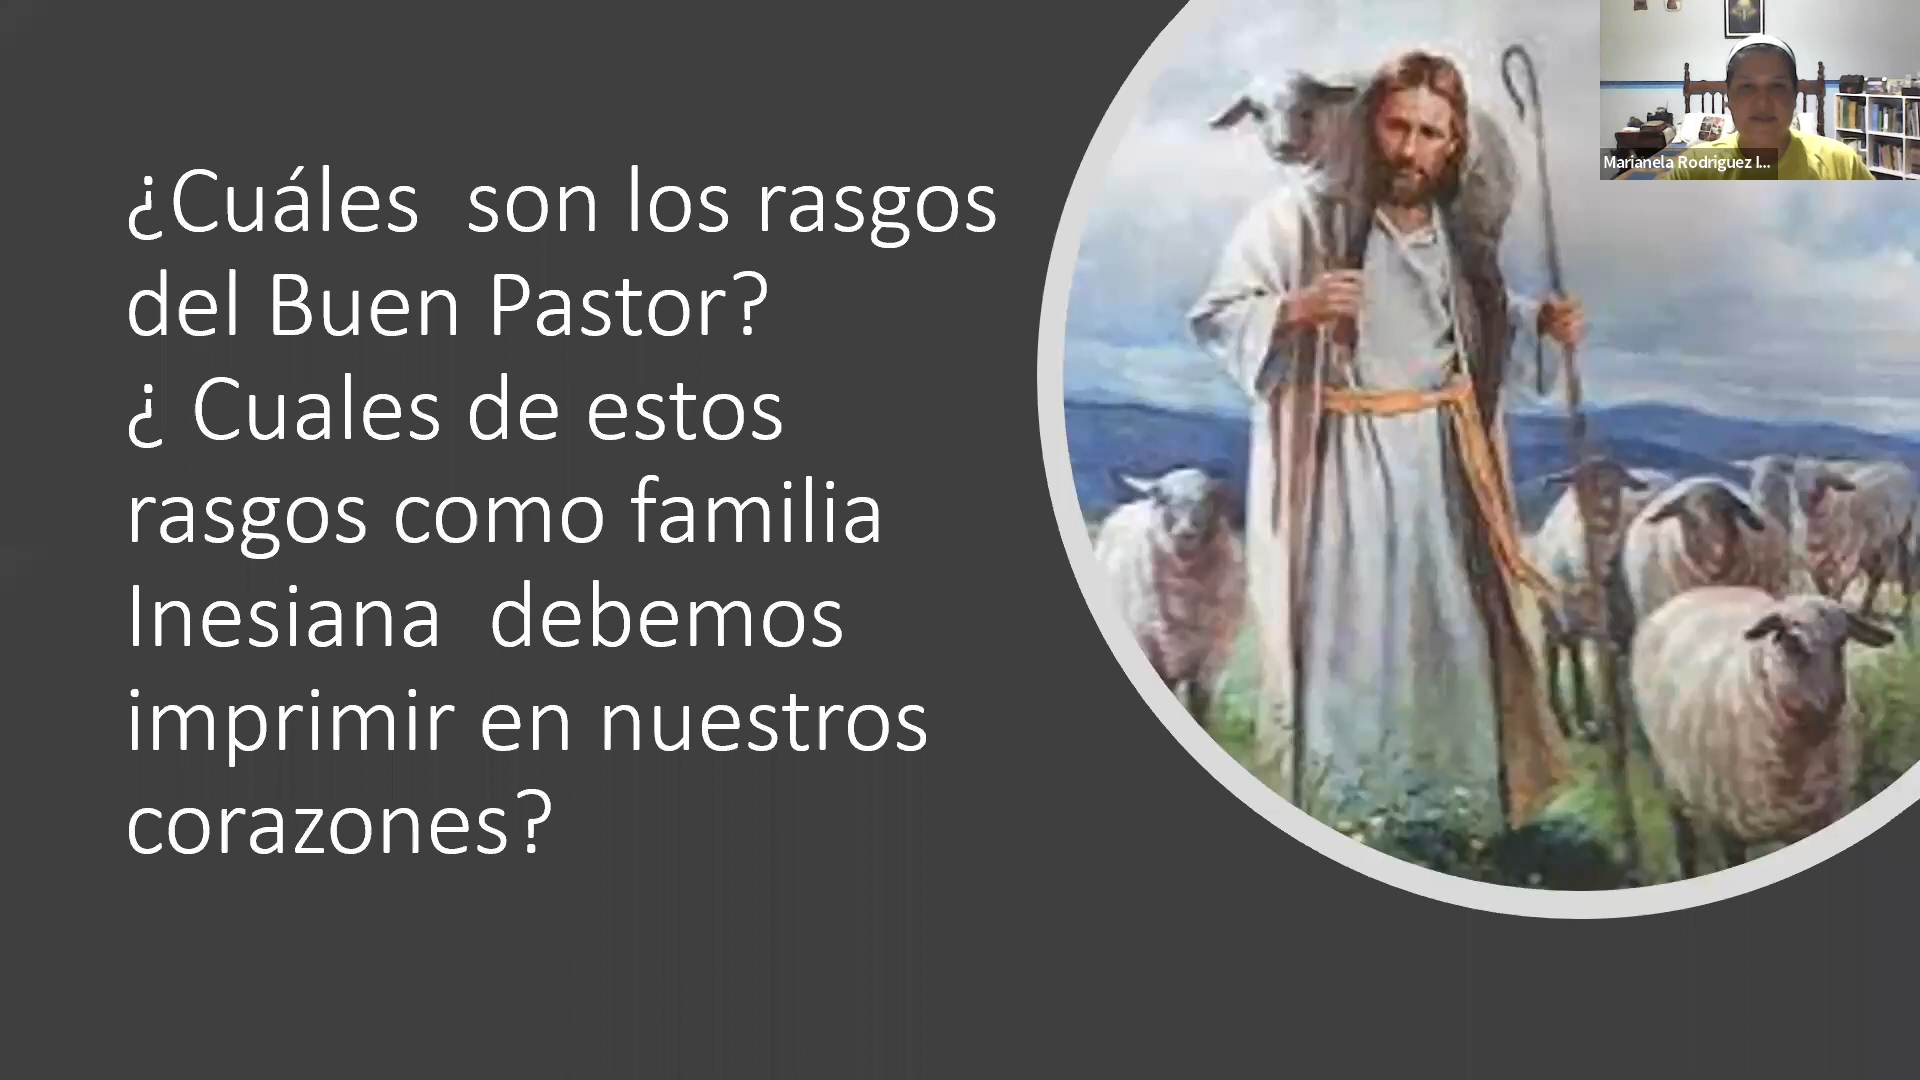 ¿Cuáles son los rasgos
del Buen Pastor?
¿ Cuales de estos
rasgos como familia
Inesiana debemos
imprimir en nuestros
corazones?
Marianela Rodriguez I...